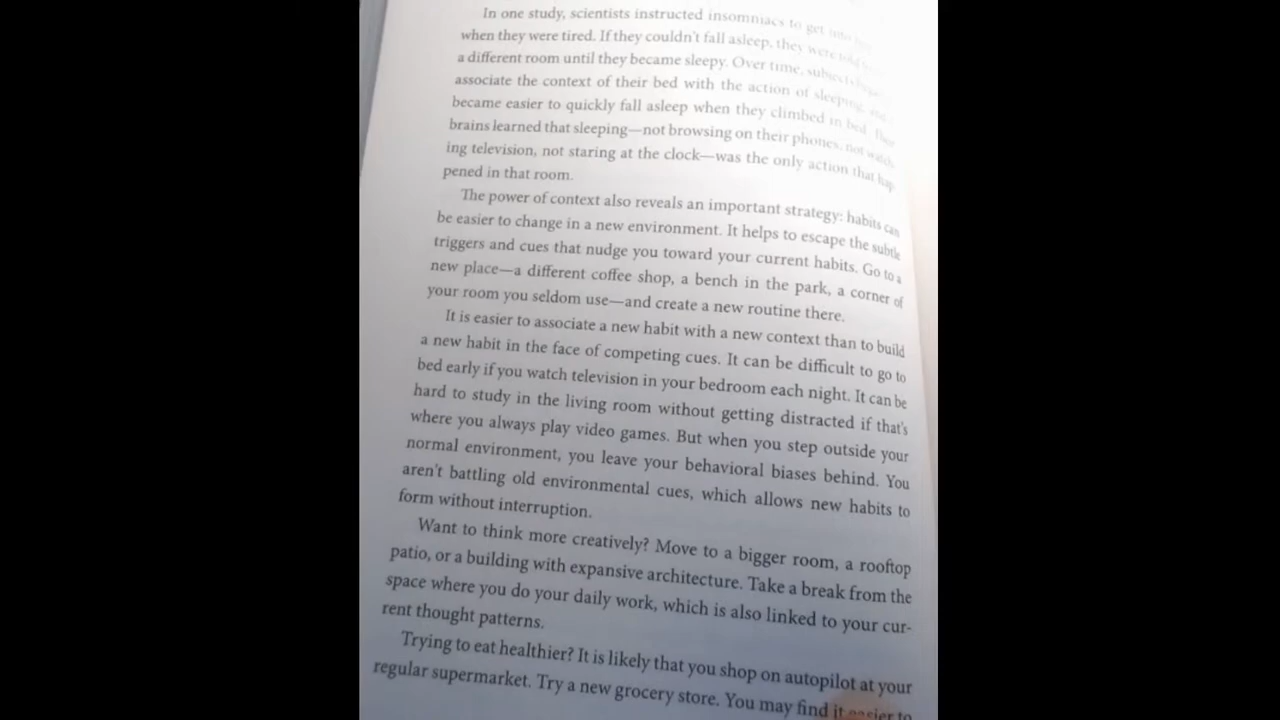 In one study, scientists instructed insomniacs to get into
when they were tired. If they couldn't fall asleep, they were told
a different room until they became sleepy. Over time, subjects
associate the context of their bed with the action of sleeping, and
became easier to quickly fall asleep when they climbed in bed. Their
brains learned that sleeping—not browsing on their phones, not watch-
ing television, not staring at the clock—was the only action that hap-
pened in that room.
The power of context also reveals an important strategy: habits can
be easier to change in a new environment. It helps to escape the subtle
triggers and cues that nudge you toward your current habits. Go to a
new place—a different coffee shop, a bench in the park, a corner of
your room you seldom use—and create a new routine there.
It is easier to associate a new habit with a new context than to build
a new habit in the face of competing cues. It can be difficult to go to
bed early if you watch television in your bedroom each night. It can be
hard to study in the living room without getting distracted if that's
where you always play video games. But when you step outside your
normal environment, you leave your behavioral biases behind. You
aren't battling old environmental cues, which allows new habits to
form without interruption.
Want to think more creatively? Move to a bigger room, a rooftop
patio, or a building with expansive architecture. Take a break from the
space where you do your daily work, which is also linked to your cur-
rent thought patterns.
Trying to eat healthier? It is likely that you shop on autopilot at your
regular supermarket. Try a new grocery store. You may find it easier to